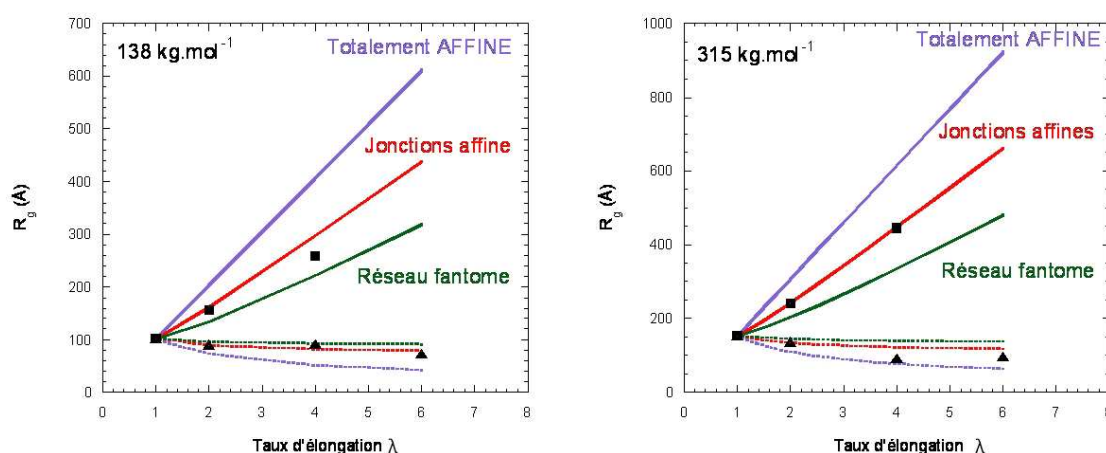 700
600
500
400
300
200
100
0
R_g (Å)
138 kg.mol⁻¹
Totalement AFFINE
Jonctions affine
Réseau fantome
0 1 2 3 4 5 6 7 8
Taux d'élongation λ
1000
800
600
400
200
0
R_g (Å)
315 kg.mol⁻¹
Totalement AFFINE
Jonctions affines
Réseau fantome
0 1 2 3 4 5 6 7 8
Taux d'élongation λ